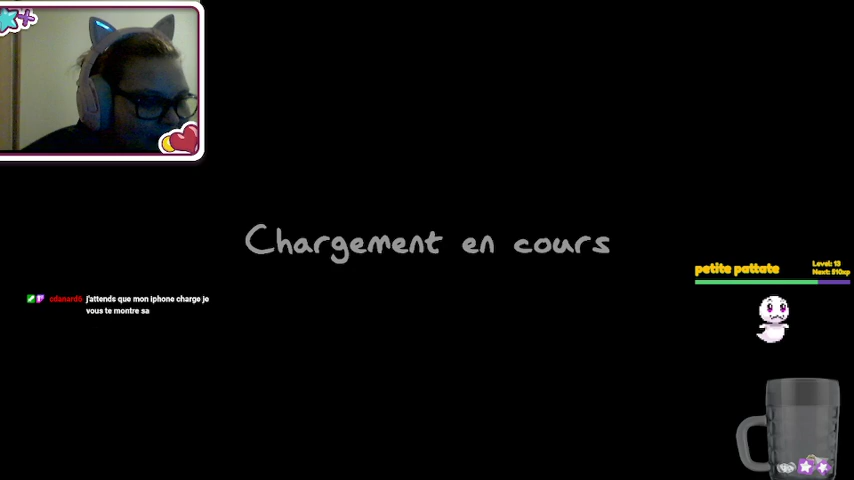 Chargement en cours
petite pattate
Level: 13
Next: 510xp
cdanard6 j'attends que mon iphone charge je
vous te montre sa